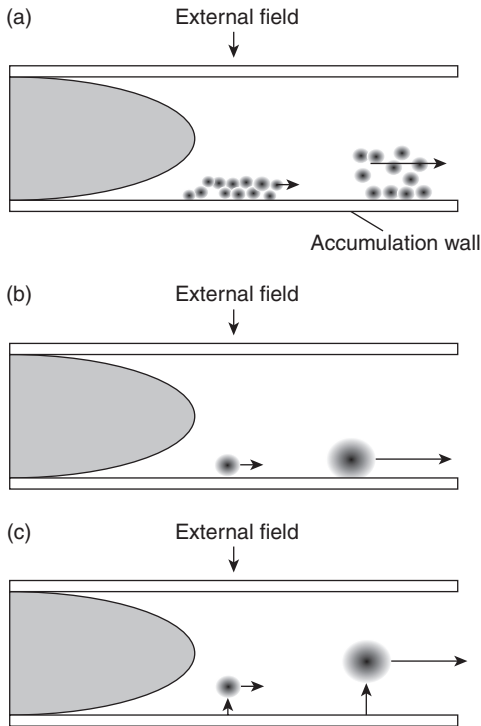 (a)
External field
Accumulation wall
(b)
External field
(c)
External field